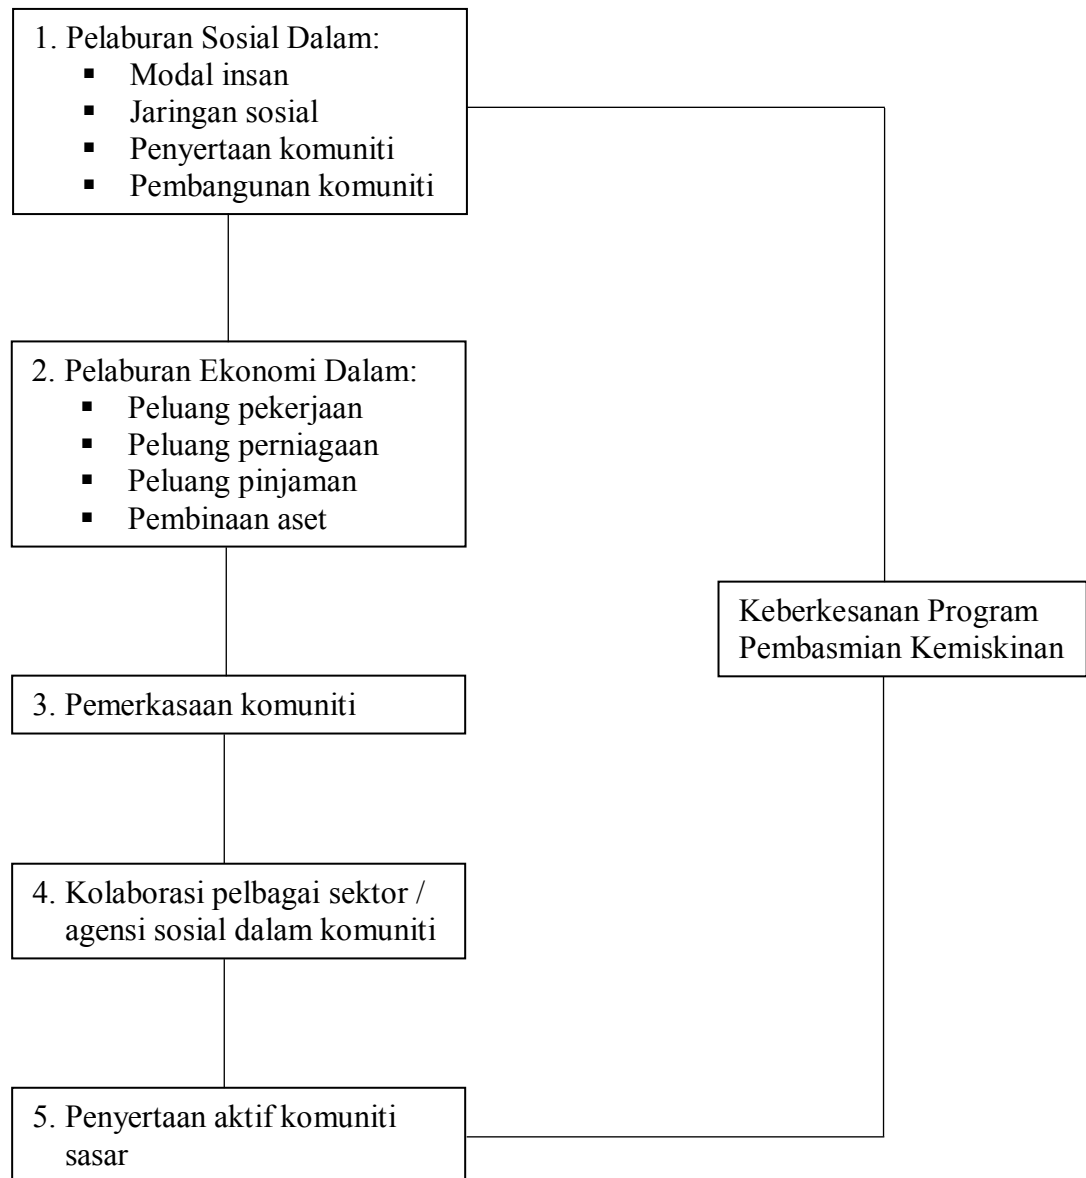 1. Pelaburan Sosial Dalam:
▪ Modal insan
▪ Jaringan sosial
▪ Penyertaan komuniti
▪ Pembangunan komuniti
2. Pelaburan Ekonomi Dalam:
▪ Peluang pekerjaan
▪ Peluang perniagaan
▪ Peluang pinjaman
▪ Pembinaan aset
3. Pemerkasaan komuniti
4. Kolaborasi pelbagai sektor /
agensi sosial dalam komuniti
5. Penyertaan aktif komuniti
sasar
Keberkesanan Program
Pembasmian Kemiskinan